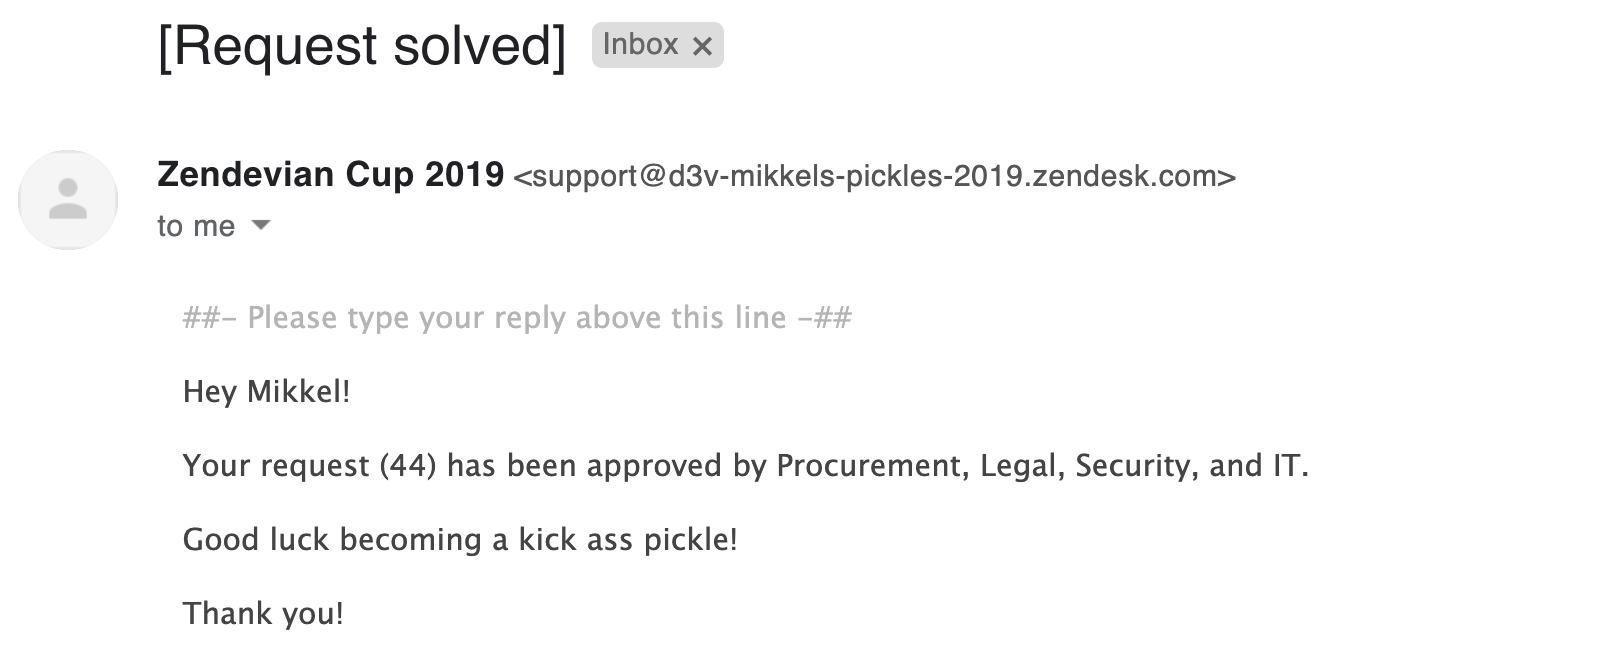 [Request solved] Inbox ×
Zendevian Cup 2019 <support@d3v-mikkels-pickles-2019.zendesk.com>
to me
##- Please type your reply above this line -##
Hey Mikkel!
Your request (44) has been approved by Procurement, Legal, Security, and IT.
Good luck becoming a kick ass pickle!
Thank you!